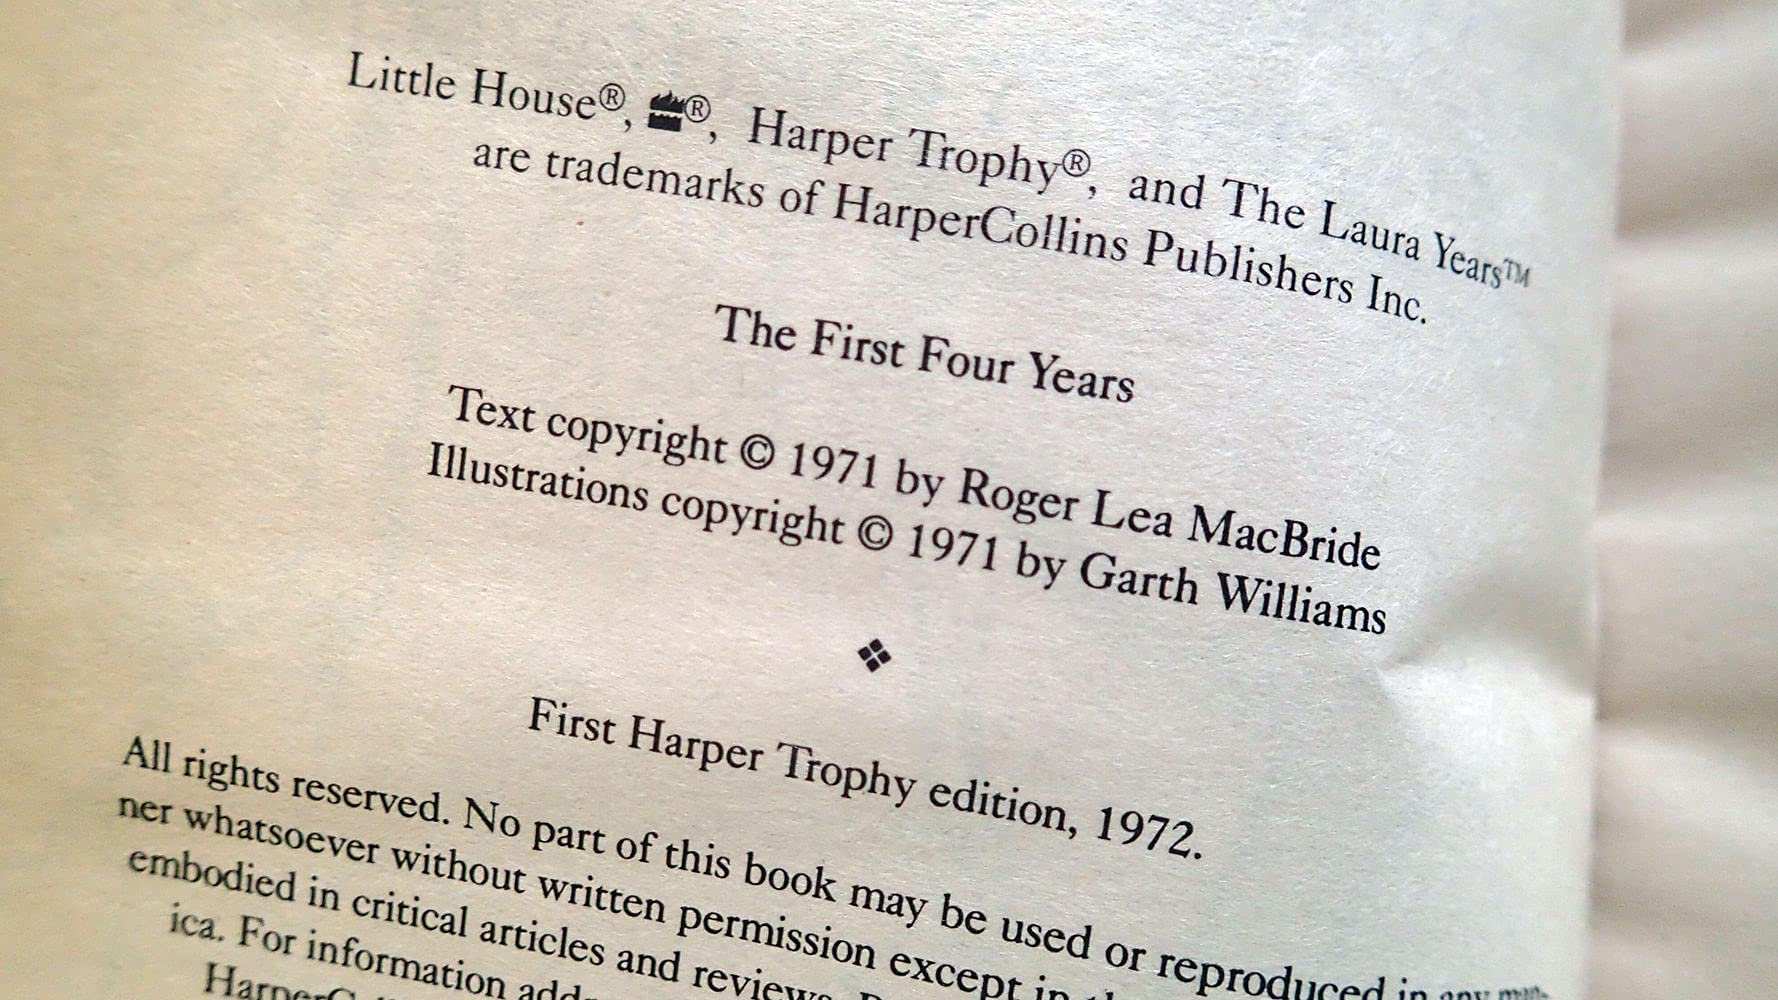 Little House®, ®, Harper Trophy®, and The Laura Years™
are trademarks of HarperCollins Publishers Inc.
The First Four Years
Text copyright © 1971 by Roger Lea MacBride
Illustrations copyright © 1971 by Garth Williams
First Harper Trophy edition, 1972.
All rights reserved. No part of this book may be used or reproduced in any man-
ner whatsoever without written permission except in
embodied in critical articles and reviews.
ica. For information